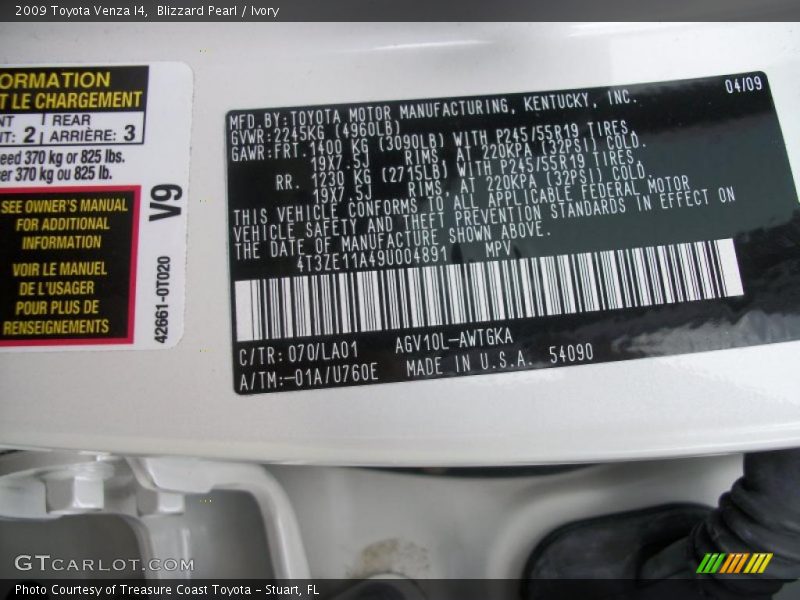 2009 Toyota Venza I4, Blizzard Pearl / Ivory
ORMATION
T LE CHARGEMENT
NT : 2 REAR
ARRIÈRE: 3
eed 370 kg or 825 lbs.
er 370 kg ou 825 lb.
SEE OWNER'S MANUAL
FOR ADDITIONAL
INFORMATION
VOIR LE MANUEL
DE L'USAGER
POUR PLUS DE
RENSEIGNEMENTS
V9
42661-0T020
04/09
MFD.BY:TOYOTA MOTOR MANUFACTURING, KENTUCKY, INC.
GVWR:2245KG (4960LB)
GAWR:FRT.1400 KG (3090LB) WITH P245/55R19 TIRES,
19X7.5J RIMS, AT 220KPA (32PSI) COLD.
RR. 1230 KG (2715LB) WITH P245/55R19 TIRES,
19X7.5J RIMS, AT 220KPA (32PSI) COLD.
THIS VEHICLE CONFORMS TO ALL APPLICABLE FEDERAL MOTOR
VEHICLE SAFETY AND THEFT PREVENTION STANDARDS IN EFFECT ON
THE DATE OF MANUFACTURE SHOWN ABOVE.
4T3ZE11A49U004891 MPV
C/TR: 070/LA01 AGV10L-AWTGKA
A/TM:-01A/U760E MADE IN U.S.A. 54090
GTCARLOT.COM
Photo Courtesy of Treasure Coast Toyota - Stuart, FL